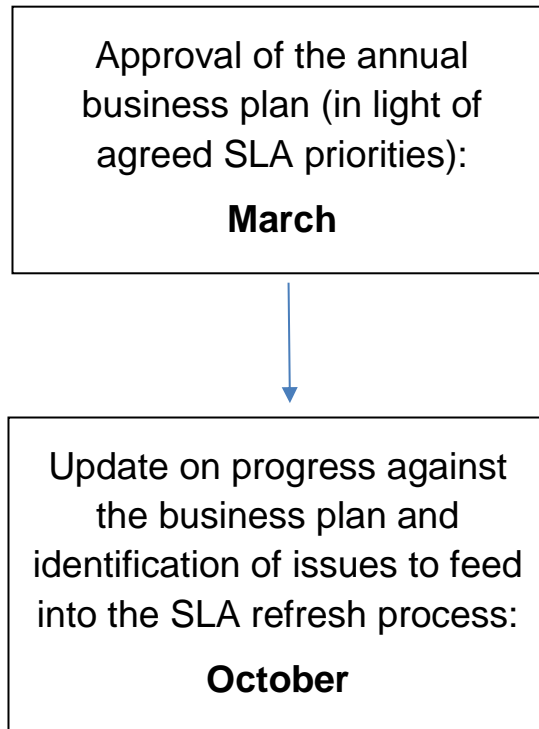 Approval of the annual
business plan (in light of
agreed SLA priorities):
March
Update on progress against
the business plan and
identification of issues to feed
into the SLA refresh process:
October